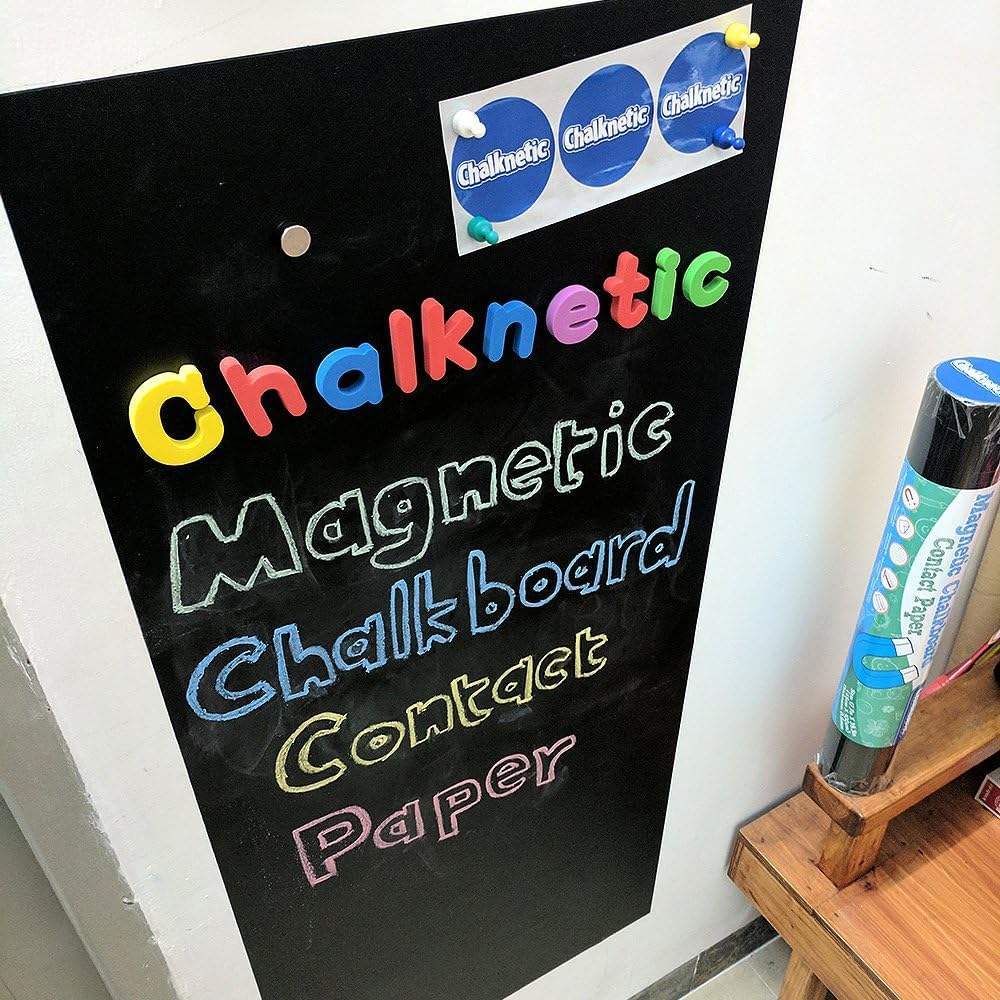 Chalknetic
Chalknetic
Chalknetic
Chalknetic
Magnetic
Chalkboard
Contact
Paper
Magnetic Chalkboard
Contact Paper